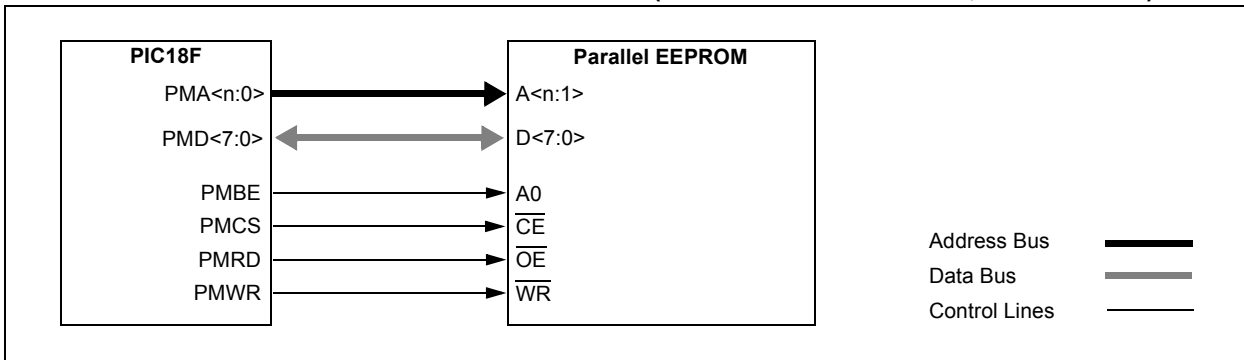 PIC18F
Parallel EEPROM
PMA<n:0>
A<n:1>
PMD<7:0>
D<7:0>
PMBE
A0
PMCS
CE
PMRD
OE
PMWR
WR
Address Bus
Data Bus
Control Lines